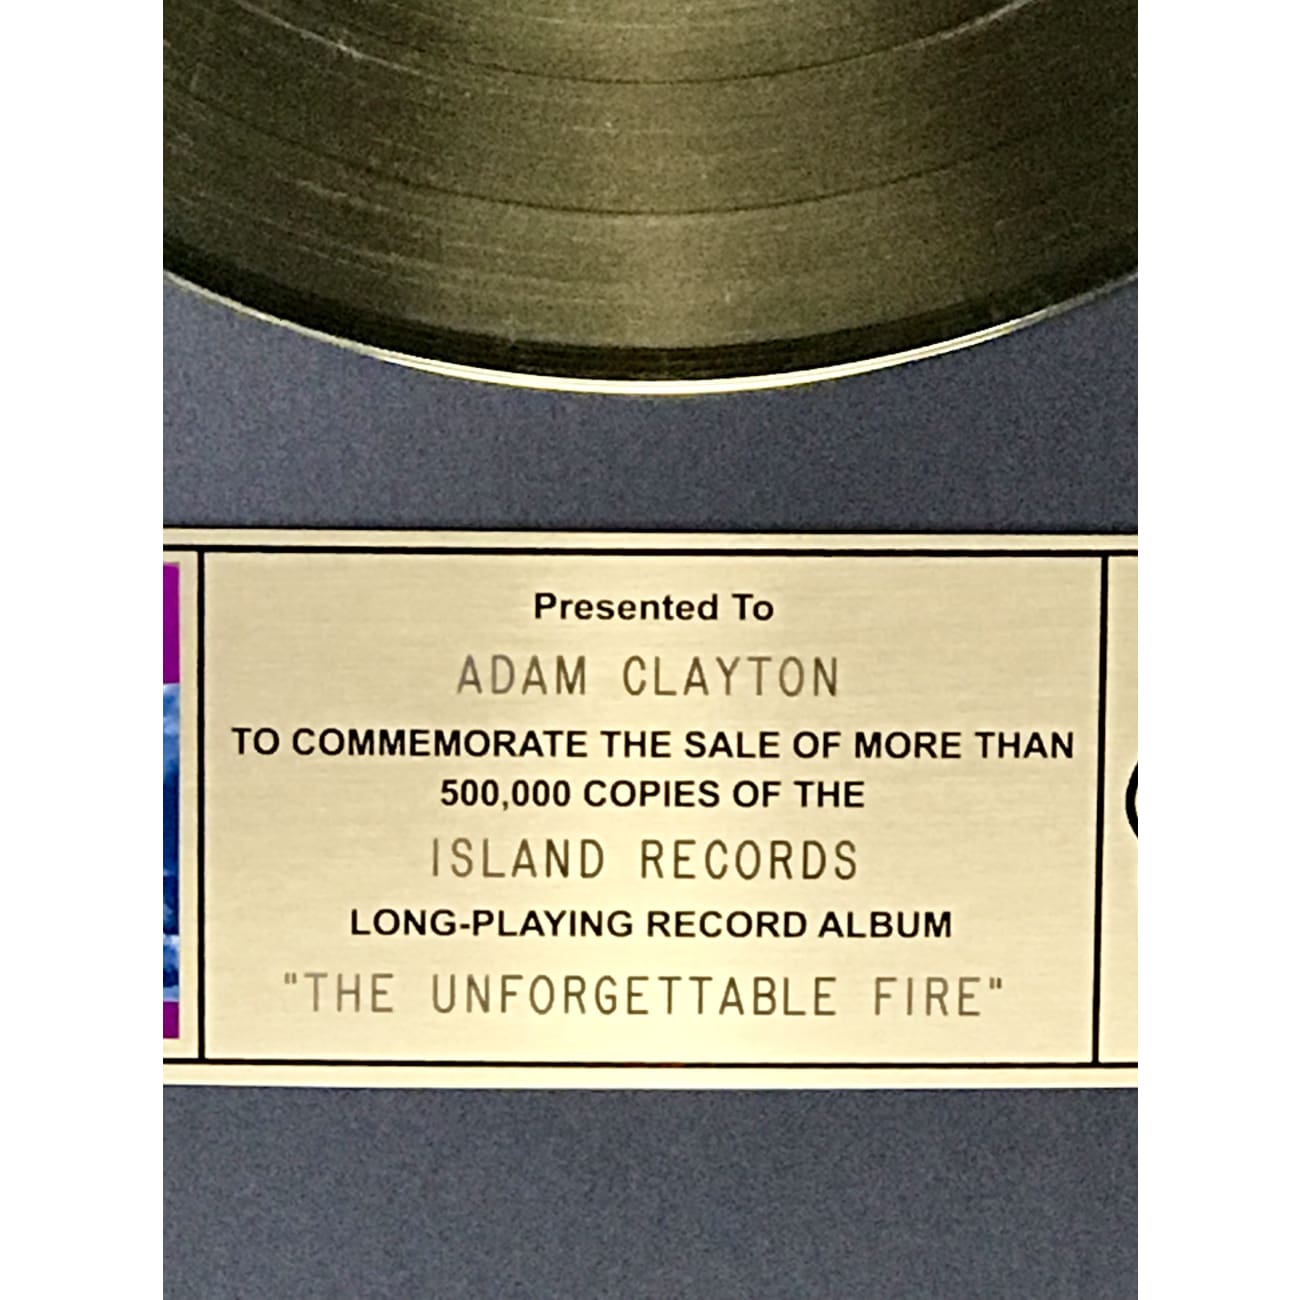 Presented To
ADAM CLAYTON
TO COMMEMORATE THE SALE OF MORE THAN
500,000 COPIES OF THE
ISLAND RECORDS
LONG-PLAYING RECORD ALBUM
"THE UNFORGETTABLE FIRE"